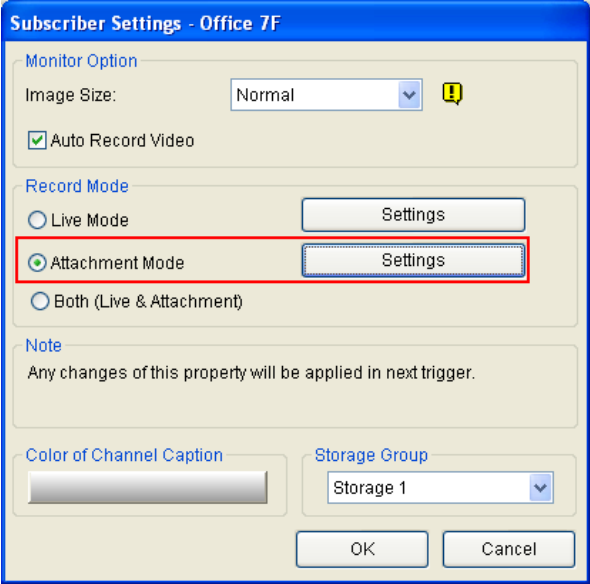 Subscriber Settings - Office 7F
Monitor Option
Image Size: Normal
Auto Record Video
Record Mode
Live Mode Settings
Attachment Mode Settings
Both (Live & Attachment)
Note
Any changes of this property will be applied in next trigger.
Color of Channel Caption Storage Group
Storage 1
OK Cancel